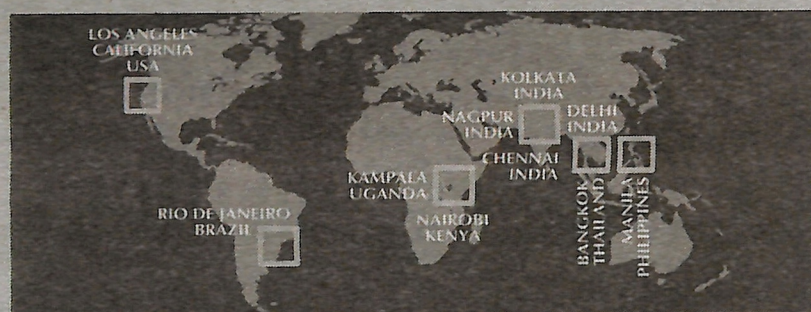 LOS ANGELES
CALIFORNIA
USA
KOLKATA
INDIA
NAGPUR
INDIA
DELHI
INDIA
CHENNAI
INDIA
KAMPALA
UGANDA
NAIROBI
KENYA
RIO DE JANEIRO
BRAZIL
BANGKOK
THAILAND
MANILA
PHILIPPINES